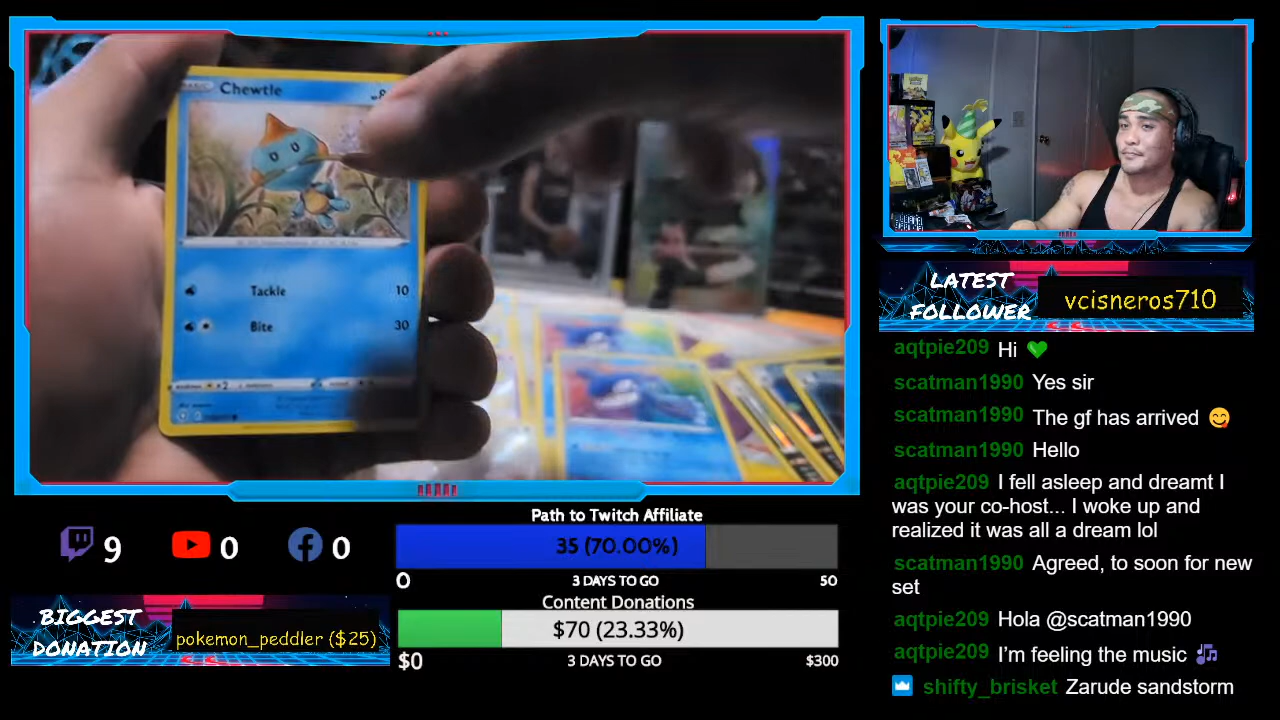 BASIC Chewtle
Tackle 10
Bite 30
9 0 0
BIGGEST
DONATION
pokemon_peddler ($25)
Path to Twitch Affiliate
35 (70.00%)
0 3 DAYS TO GO 50
Content Donations
$70 (23.33%)
$0 3 DAYS TO GO $300
LATEST
FOLLOWER
vcisneros710
aqtpie209 Hi 💚
scatman1990 Yes sir
scatman1990 The gf has arrived 😋
scatman1990 Hello
aqtpie209 I fell asleep and dreamt I
was your co-host... I woke up and
realized it was all a dream lol
scatman1990 Agreed, to soon for new
set
aqtpie209 Hola @scatman1990
aqtpie209 I’m feeling the music 🎶
shifty_brisket Zarude sandstorm